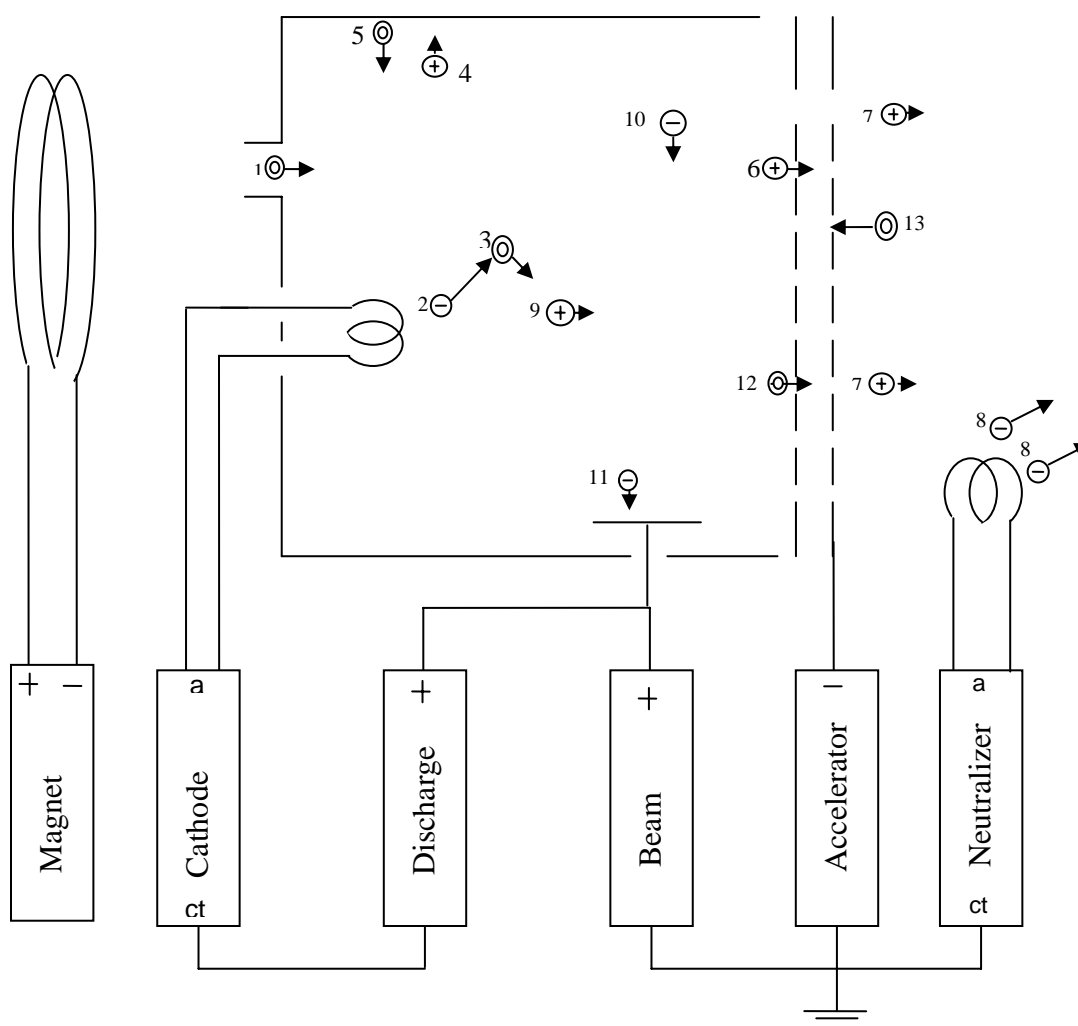 5
4
10
7
1
6
13
3
2
9
12
7
8
8
11
+ −
a
+
+
−
a
Magnet
Cathode
Discharge
Beam
Accelerator
Neutralizer
ct
ct